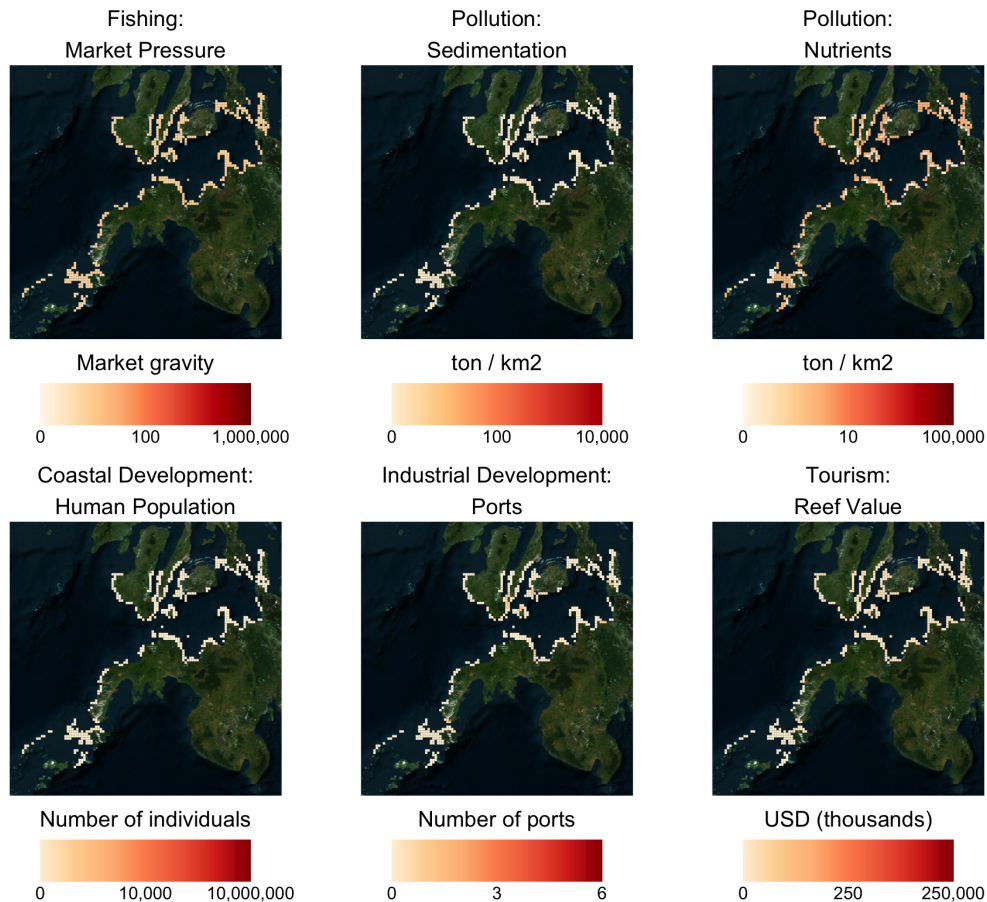 Fishing:
Market Pressure
Pollution:
Sedimentation
Pollution:
Nutrients
Market gravity
0 100 1,000,000
ton / km2
0 100 10,000
ton / km2
0 10 100,000
Coastal Development:
Human Population
Industrial Development:
Ports
Tourism:
Reef Value
Number of individuals
0 10,000 10,000,000
Number of ports
0 3 6
USD (thousands)
0 250 250,000